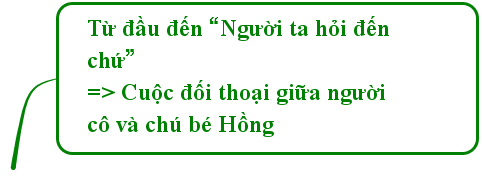 Từ đầu đến “Người ta hỏi đến
chứ”
=> Cuộc đối thoại giữa người
cô và chú bé Hồng